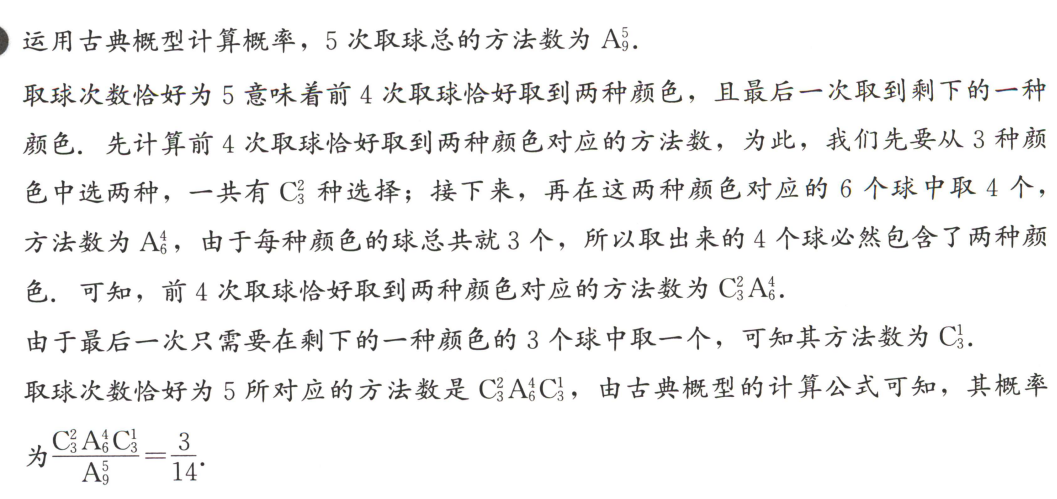 运用古典概型计算概率，5 次取球总的方法数为 A₉⁵．
取球次数恰好为 5 意味着前 4 次取球恰好取到两种颜色，且最后一次取到剩下的一种
颜色．先计算前 4 次取球恰好取到两种颜色对应的方法数，为此，我们先要从 3 种颜
色中选两种，一共有 C₃² 种选择；接下来，再在这两种颜色对应的 6 个球中取 4 个，
方法数为 A₆⁴，由于每种颜色的球总共就 3 个，所以取出来的 4 个球必然包含了两种颜
色．可知，前 4 次取球恰好取到两种颜色对应的方法数为 C₃²A₆⁴．
由于最后一次只需要在剩下的一种颜色的 3 个球中取一个，可知其方法数为 C₃¹．
取球次数恰好为 5 所对应的方法数是 C₃²A₆⁴C₃¹，由古典概型的计算公式可知，其概率
为 C₃²A₆⁴C₃¹/A₉⁵=3/14．